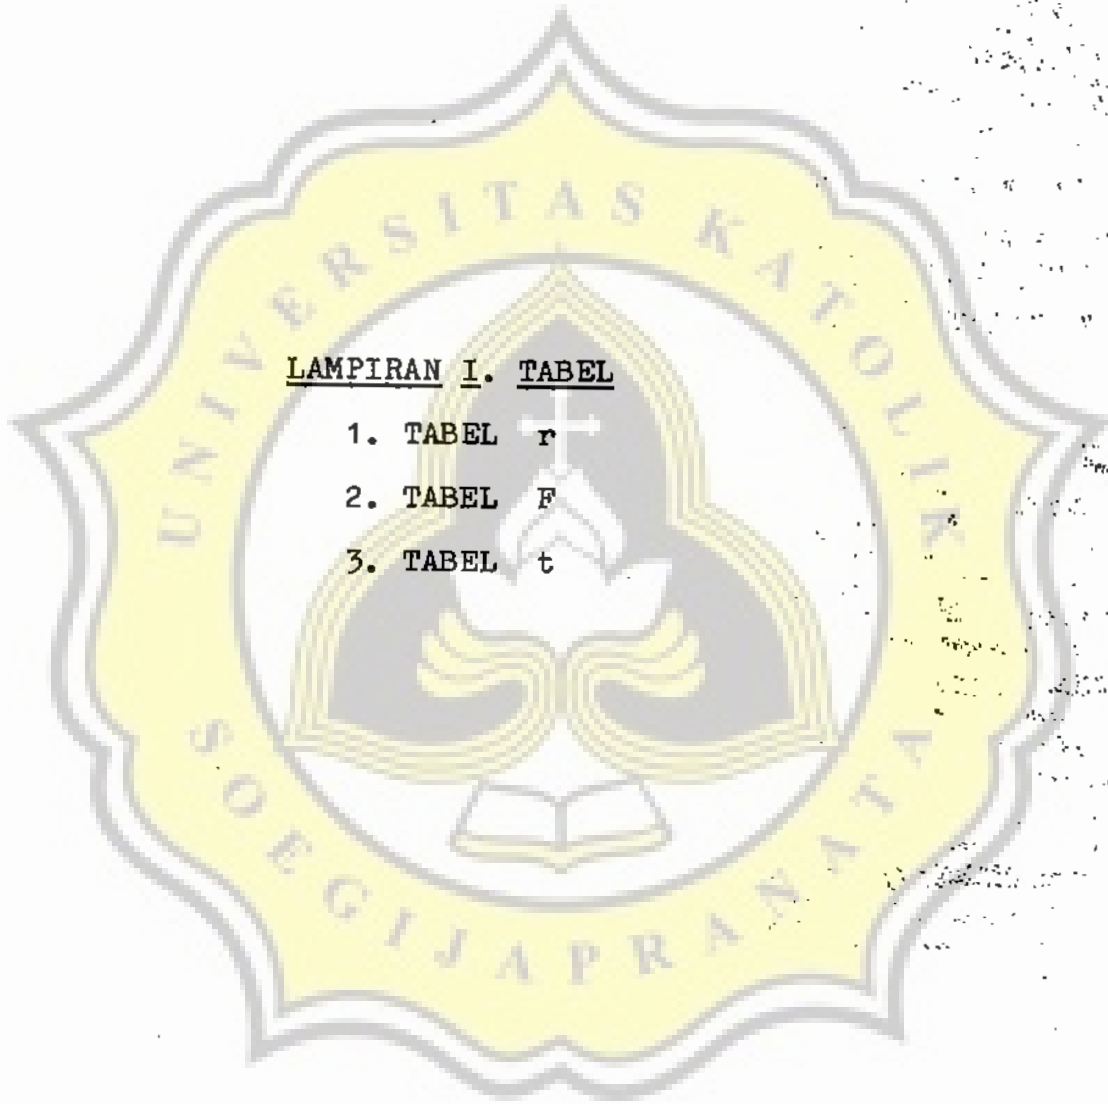 UNIVERSITAS KATOLIK
LAMPIRAN I. TABEL
1. TABEL r
2. TABEL F
3. TABEL t
SOEGIJAPRANATA